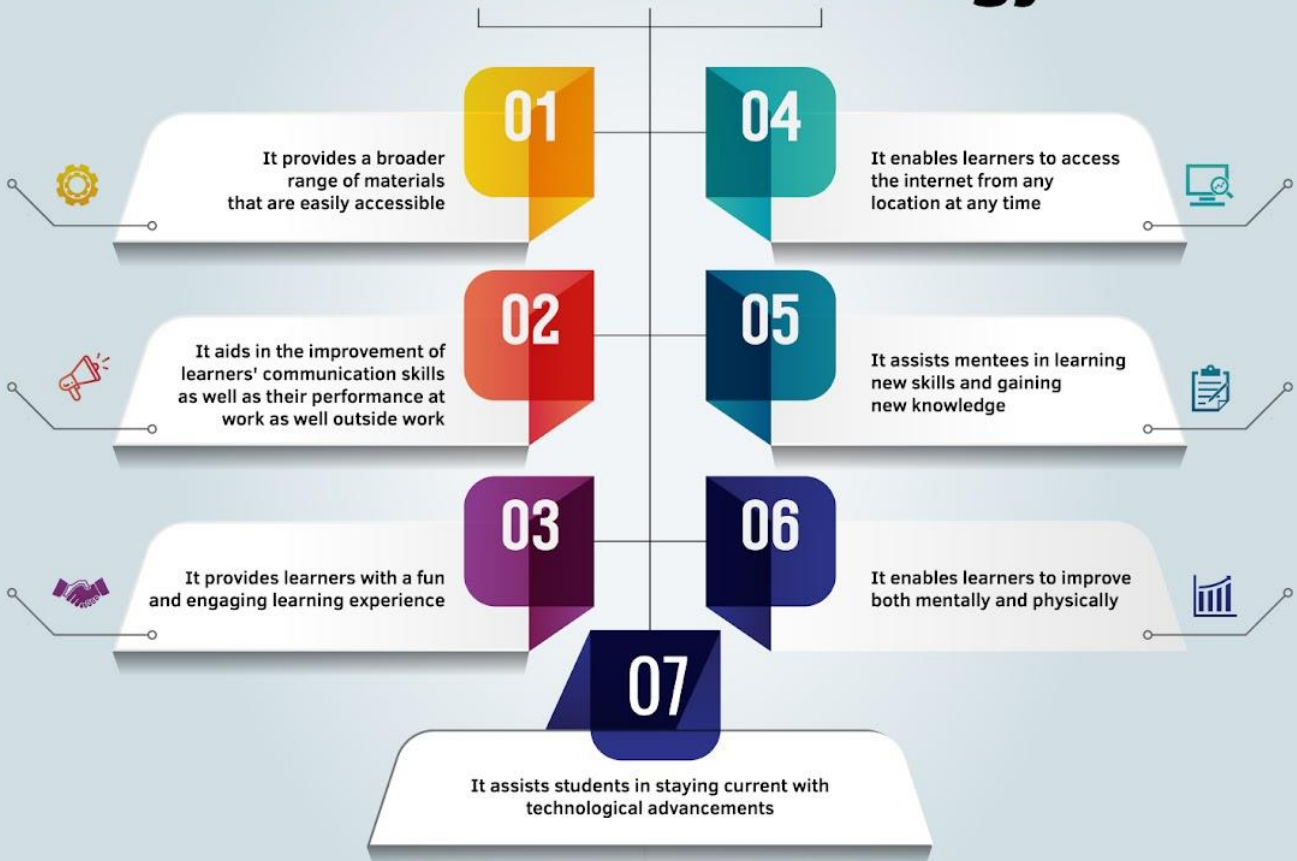 01
It provides a broader
range of materials
that are easily accessible
02
It aids in the improvement of
learners' communication skills
as well as their performance at
work as well outside work
03
It provides learners with a fun
and engaging learning experience
04
It enables learners to access
the internet from any
location at any time
05
It assists mentees in learning
new skills and gaining
new knowledge
06
It enables learners to improve
both mentally and physically
07
It assists students in staying current with
technological advancements